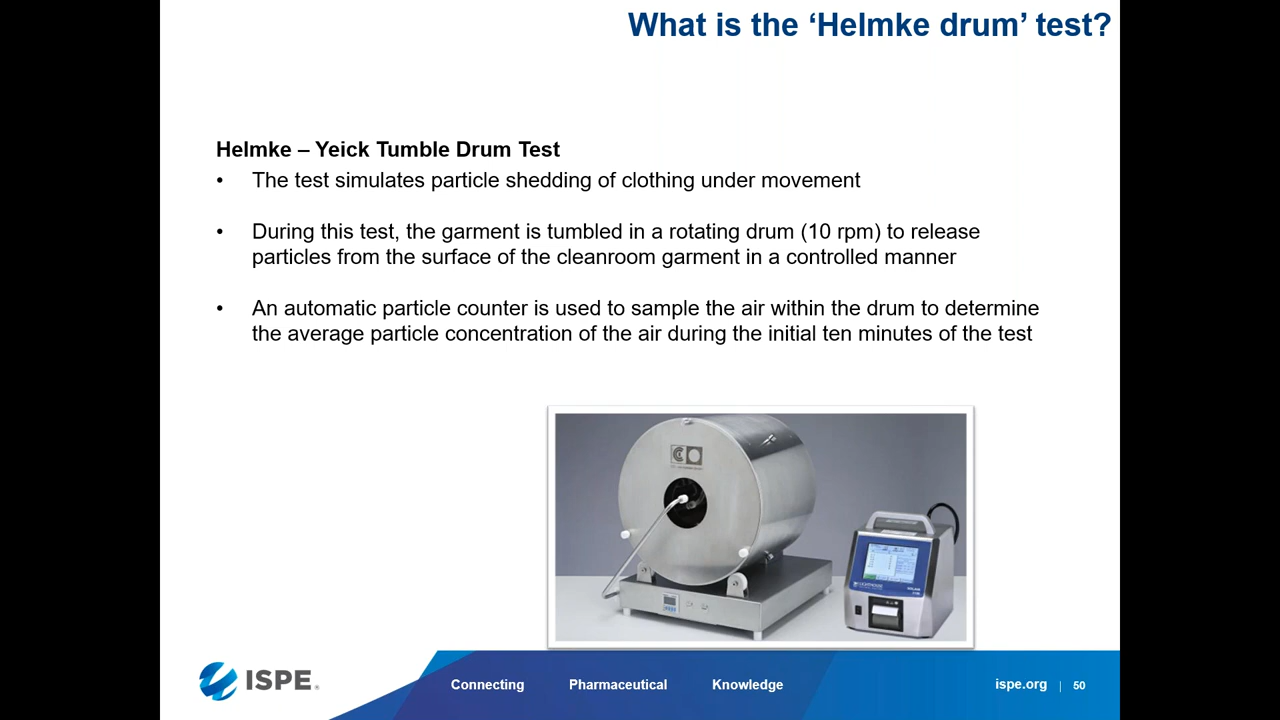 What is the ‘Helmke drum’ test?
Helmke – Yeick Tumble Drum Test
• The test simulates particle shedding of clothing under movement
• During this test, the garment is tumbled in a rotating drum (10 rpm) to release
particles from the surface of the cleanroom garment in a controlled manner
• An automatic particle counter is used to sample the air within the drum to determine
the average particle concentration of the air during the initial ten minutes of the test
LIGHTHOUSE
ISPE®
Connecting Pharmaceutical Knowledge
ispe.org | 50